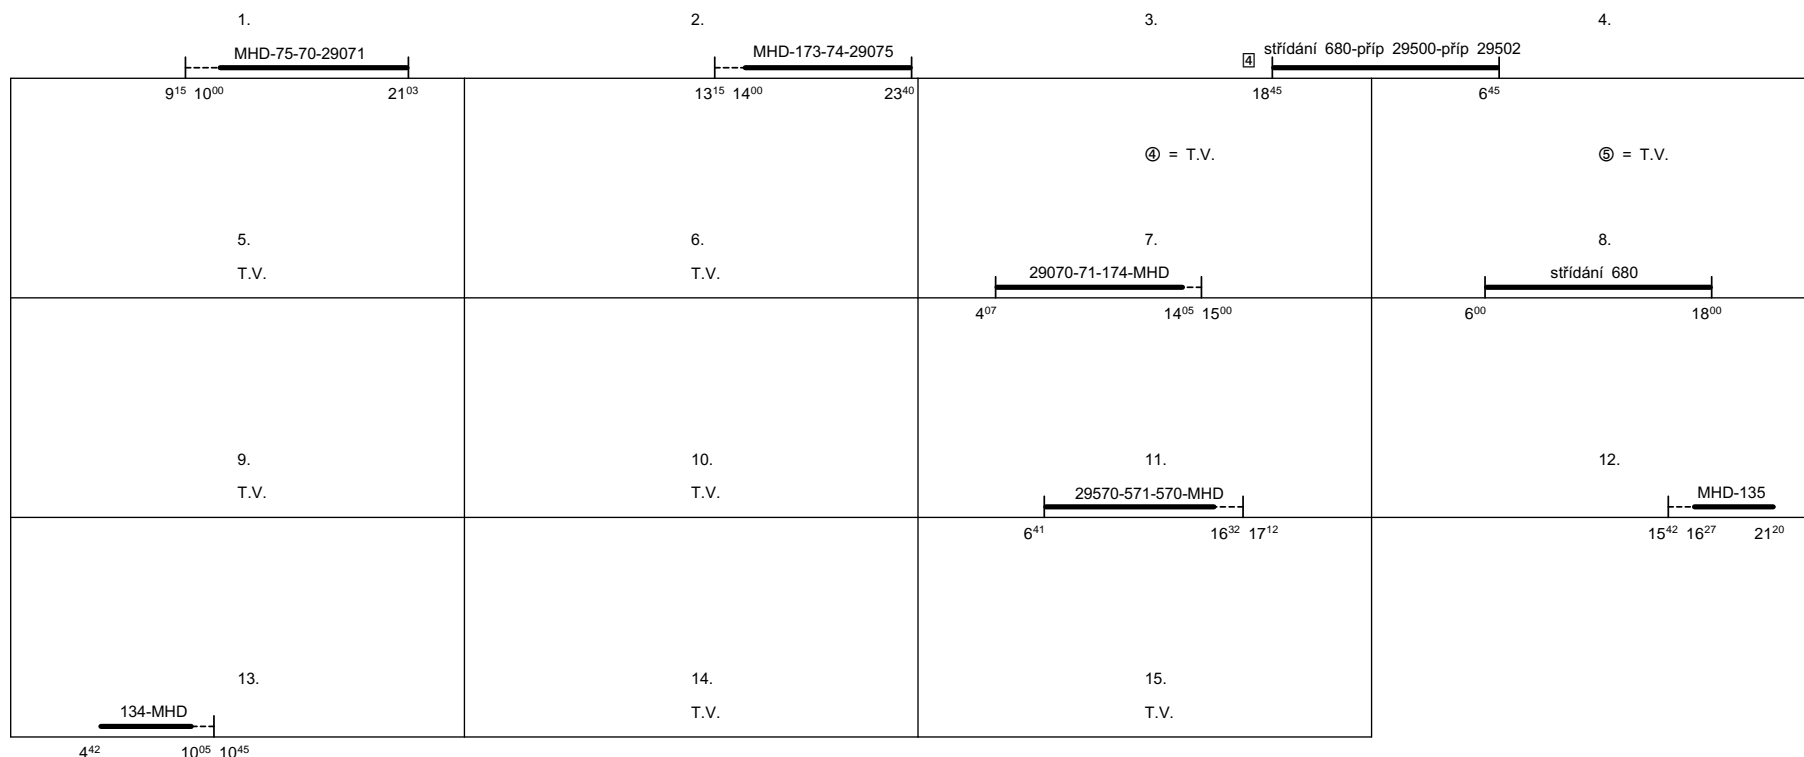 1. 2. 3. 4.
MHD-75-70-29071 MHD-173-74-29075 4 střídání 680-příp 29500-příp 29502
9¹⁵ 10⁰⁰ 21⁰³ 13¹⁵ 14⁰⁰ 23⁴⁰ 18⁴⁵ 6⁴⁵
④ = T.V. ⑤ = T.V.
5. 6. 7. 8.
T.V. T.V. 29070-71-174-MHD střídání 680
4⁰⁷ 14⁰⁵ 15⁰⁰ 6⁰⁰ 18⁰⁰
9. 10. 11. 12.
T.V. T.V. 29570-571-570-MHD MHD-135
6⁴¹ 16³² 17¹² 15⁴² 16²⁷ 21²⁰
13. 14. 15.
134-MHD T.V. T.V.
4⁴² 10⁰⁵ 10⁴⁵